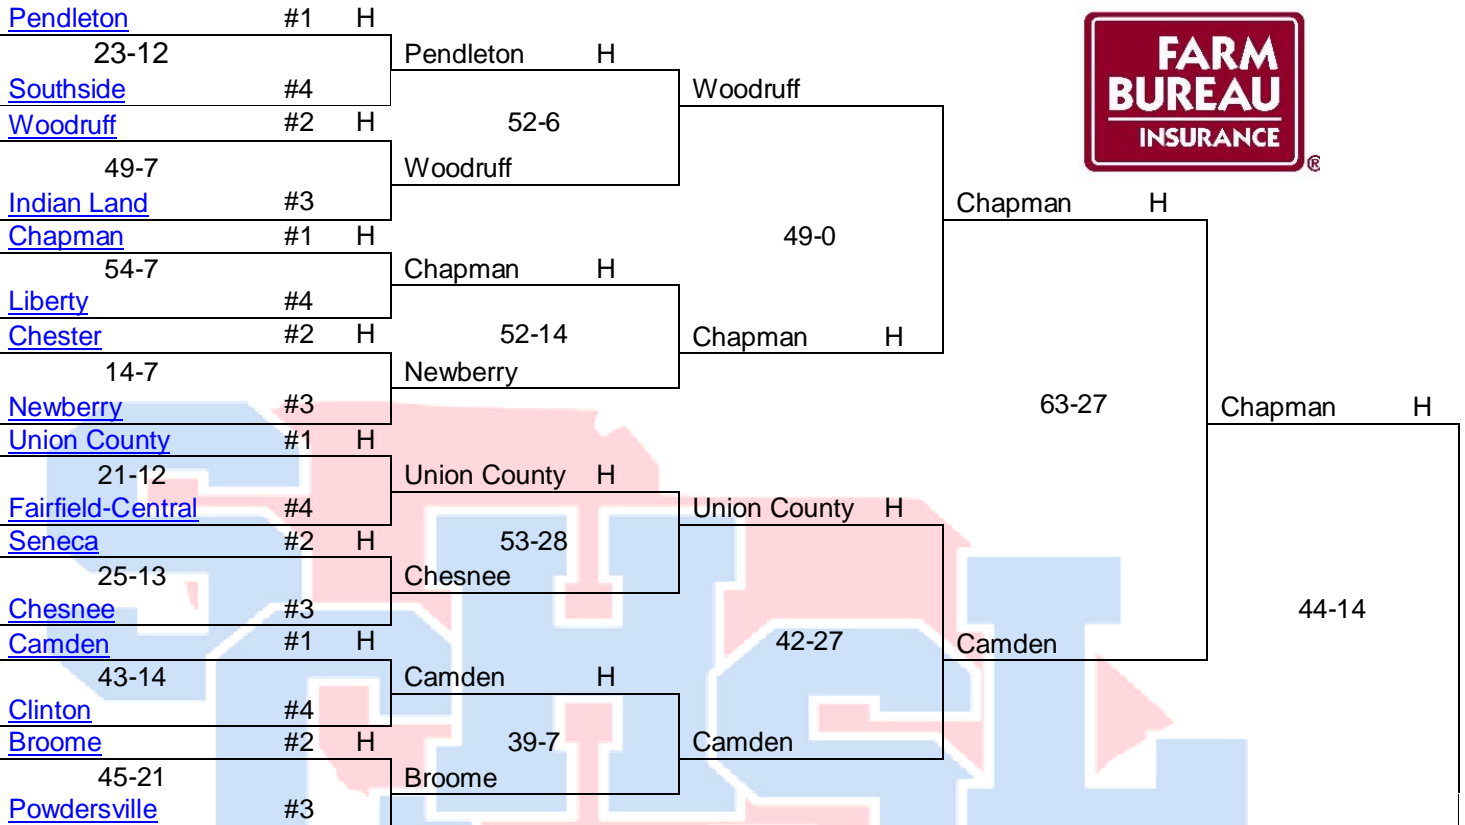 Pendleton #1 H
23-12
Southside #4
Woodruff #2 H
49-7
Indian Land #3
Chapman #1 H
54-7
Liberty #4
Chester #2 H
14-7
Newberry #3
Union County #1 H
21-12
Fairfield-Central #4
Seneca #2 H
25-13
Chesnee #3
Camden #1 H
43-14
Clinton #4
Broome #2 H
45-21
Powdersville #3
Pendleton H
52-6
Woodruff
Chapman H
52-14
Newberry
Union County H
53-28
Chesnee
Camden H
39-7
Broome
Woodruff
49-0
Chapman H
Union County H
42-27
Camden
Chapman H
63-27
Camden
Chapman H
44-14
FARM
BUREAU
INSURANCE
®
SCHSL